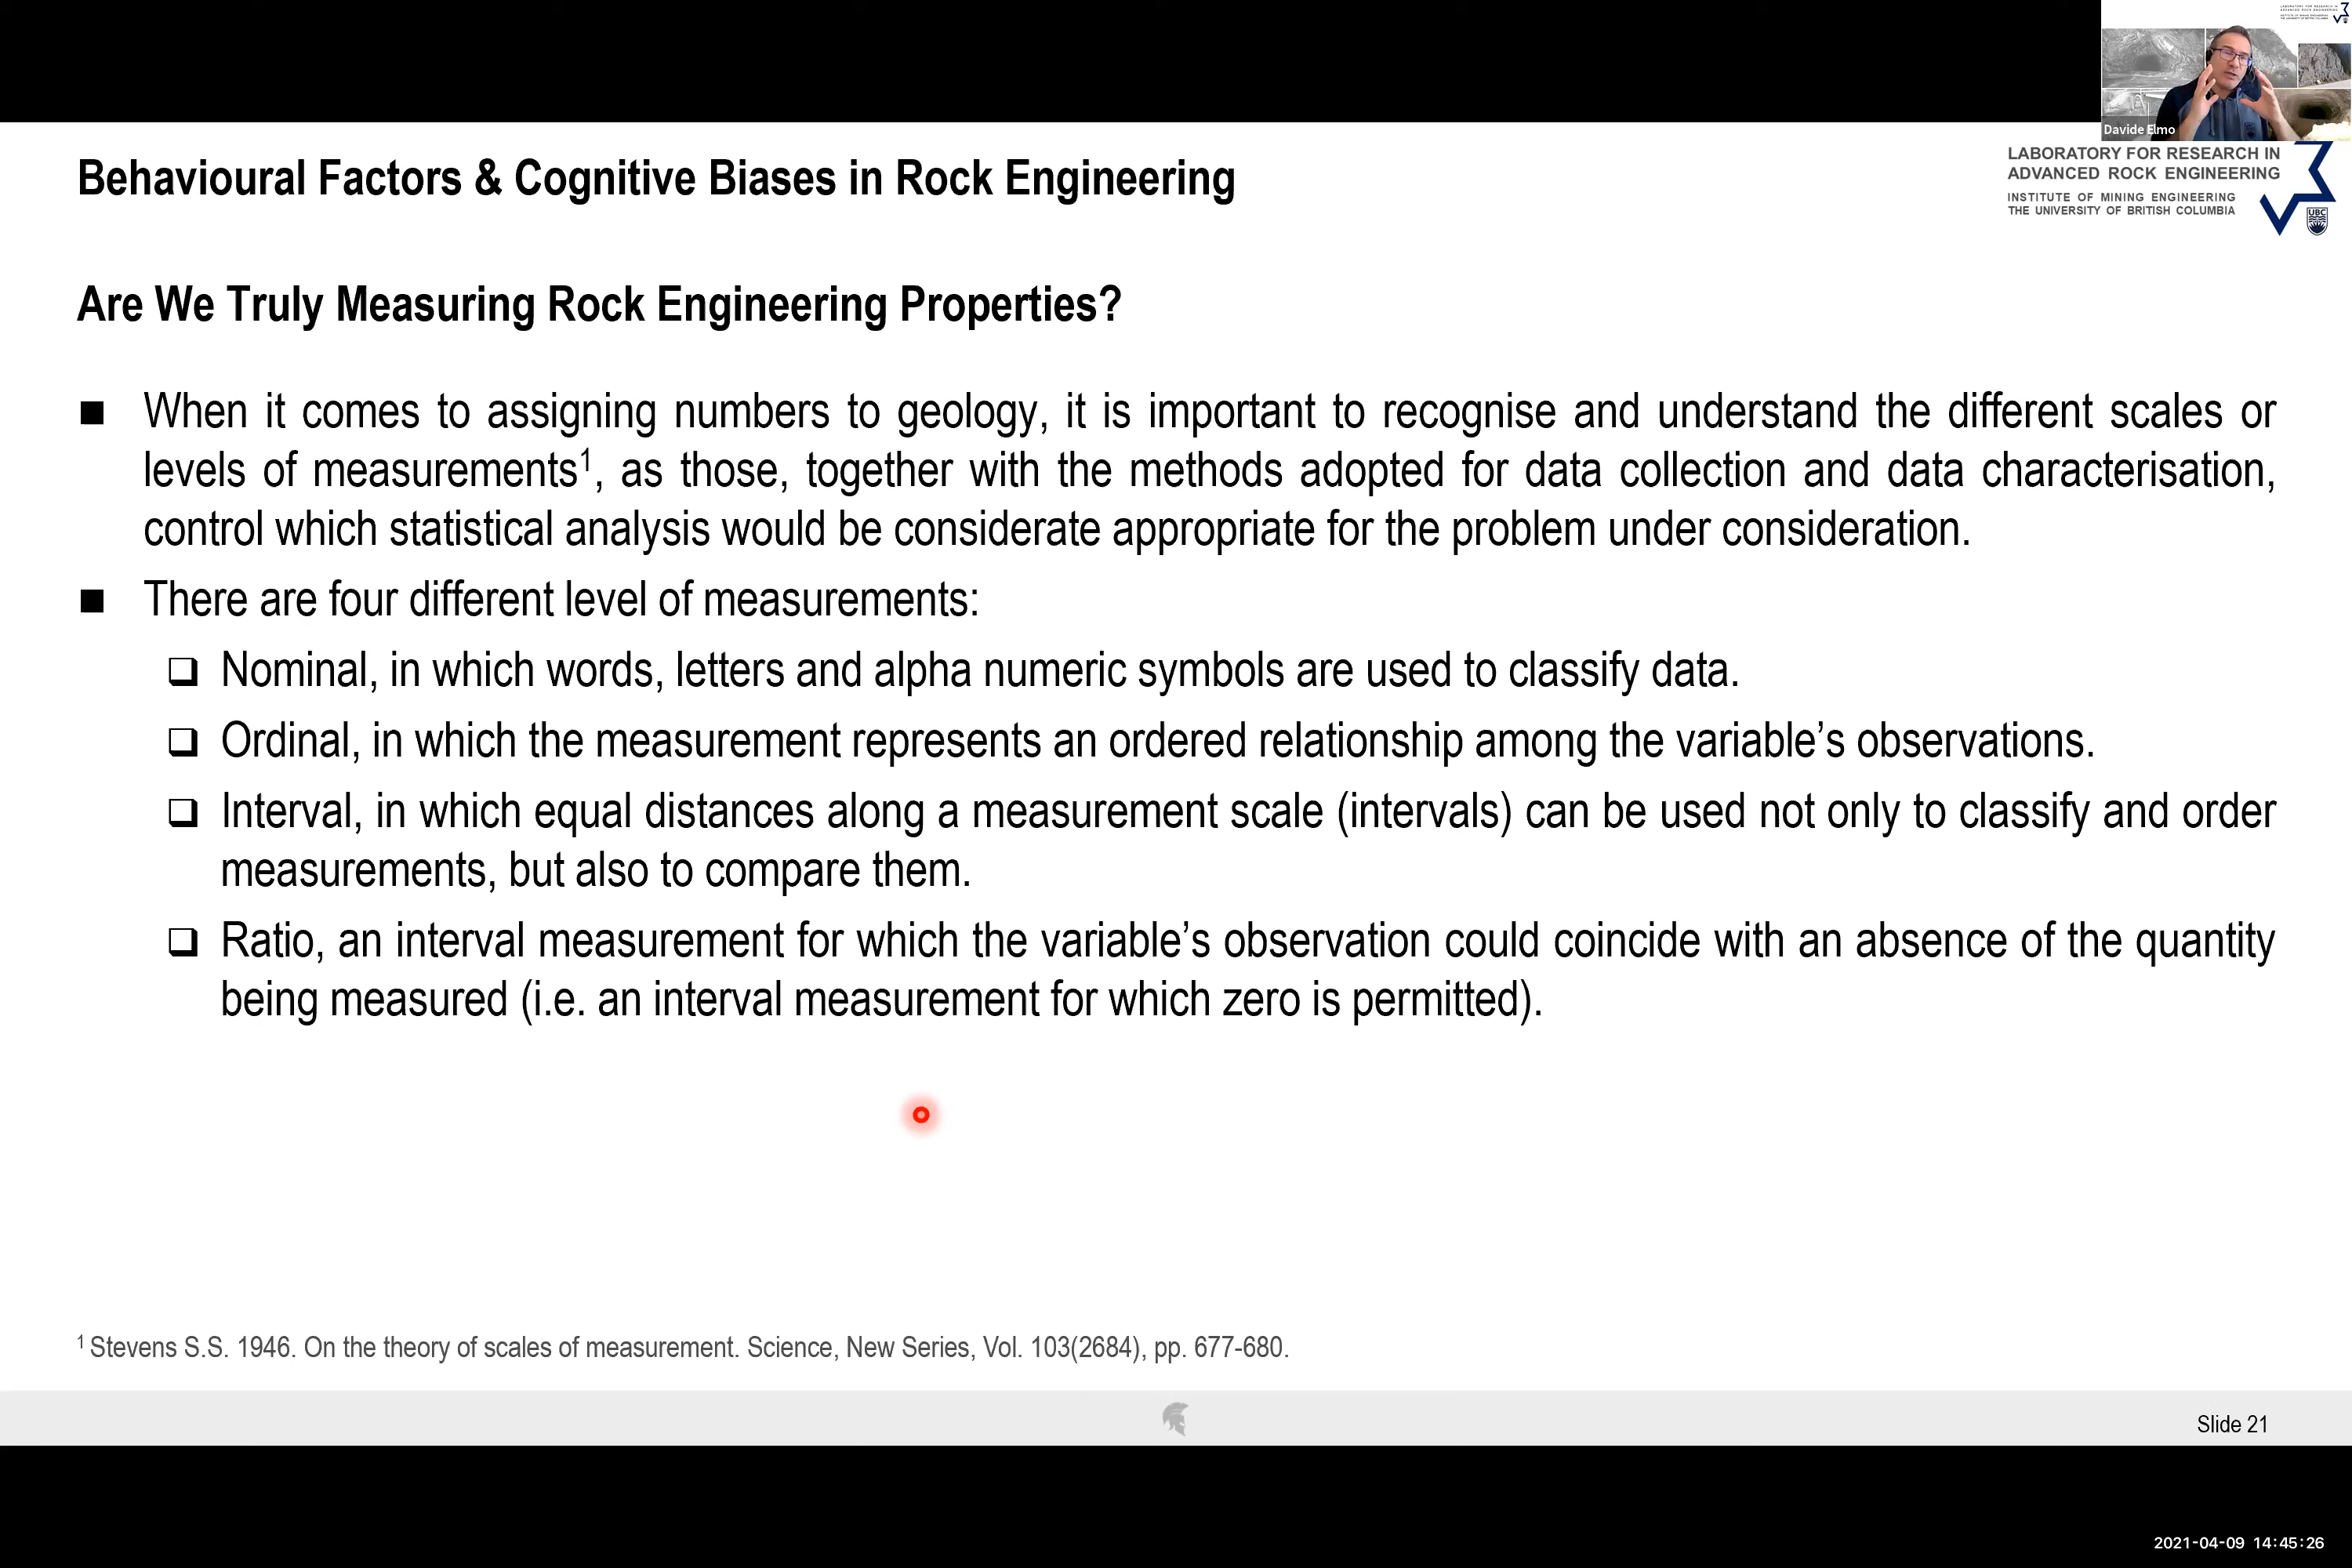 Davide Elmo
Behavioural Factors & Cognitive Biases in Rock Engineering
LABORATORY FOR RESEARCH IN
ADVANCED ROCK ENGINEERING
INSTITUTE OF MINING ENGINEERING
THE UNIVERSITY OF BRITISH COLUMBIA
UBC
Are We Truly Measuring Rock Engineering Properties?
■ When it comes to assigning numbers to geology, it is important to recognise and understand the different scales or
levels of measurements¹, as those, together with the methods adopted for data collection and data characterisation,
control which statistical analysis would be considerate appropriate for the problem under consideration.
■ There are four different level of measurements:
❑ Nominal, in which words, letters and alpha numeric symbols are used to classify data.
❑ Ordinal, in which the measurement represents an ordered relationship among the variable’s observations.
❑ Interval, in which equal distances along a measurement scale (intervals) can be used not only to classify and order
measurements, but also to compare them.
❑ Ratio, an interval measurement for which the variable’s observation could coincide with an absence of the quantity
being measured (i.e. an interval measurement for which zero is permitted).
¹ Stevens S.S. 1946. On the theory of scales of measurement. Science, New Series, Vol. 103(2684), pp. 677-680.
Slide 21
2021-04-09 14:45:26